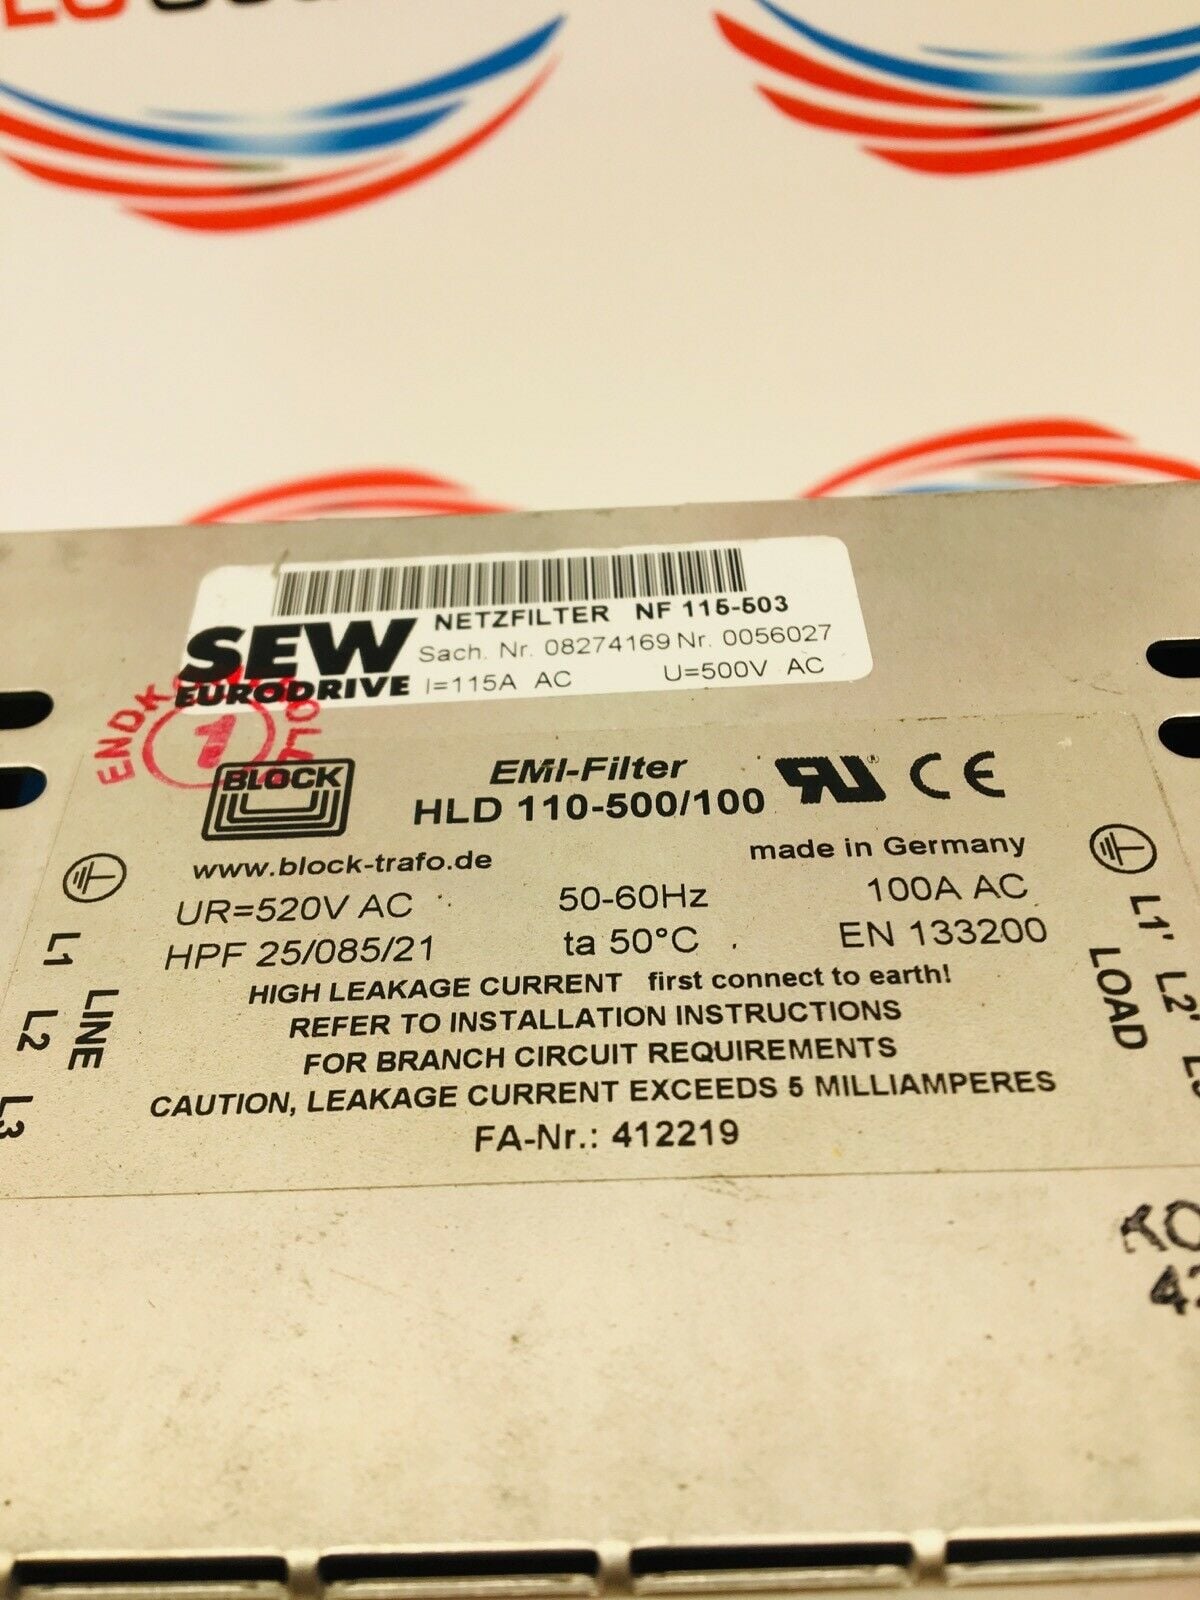 NETZFILTER NF 115-503
SEW
EURODRIVE
Sach. Nr. 08274169 Nr. 0056027
I=115A AC U=500V AC
1
BLOCK
EMI-Filter
HLD 110-500/100
RU ® CE
www.block-trafo.de
made in Germany
UR=520V AC 50-60Hz 100A AC
HPF 25/085/21 ta 50°C EN 133200
HIGH LEAKAGE CURRENT first connect to earth!
REFER TO INSTALLATION INSTRUCTIONS
FOR BRANCH CIRCUIT REQUIREMENTS
CAUTION, LEAKAGE CURRENT EXCEEDS 5 MILLIAMPERES
FA-Nr.: 412219
L1
L2
L3
LINE
L1'
L2'
LOAD